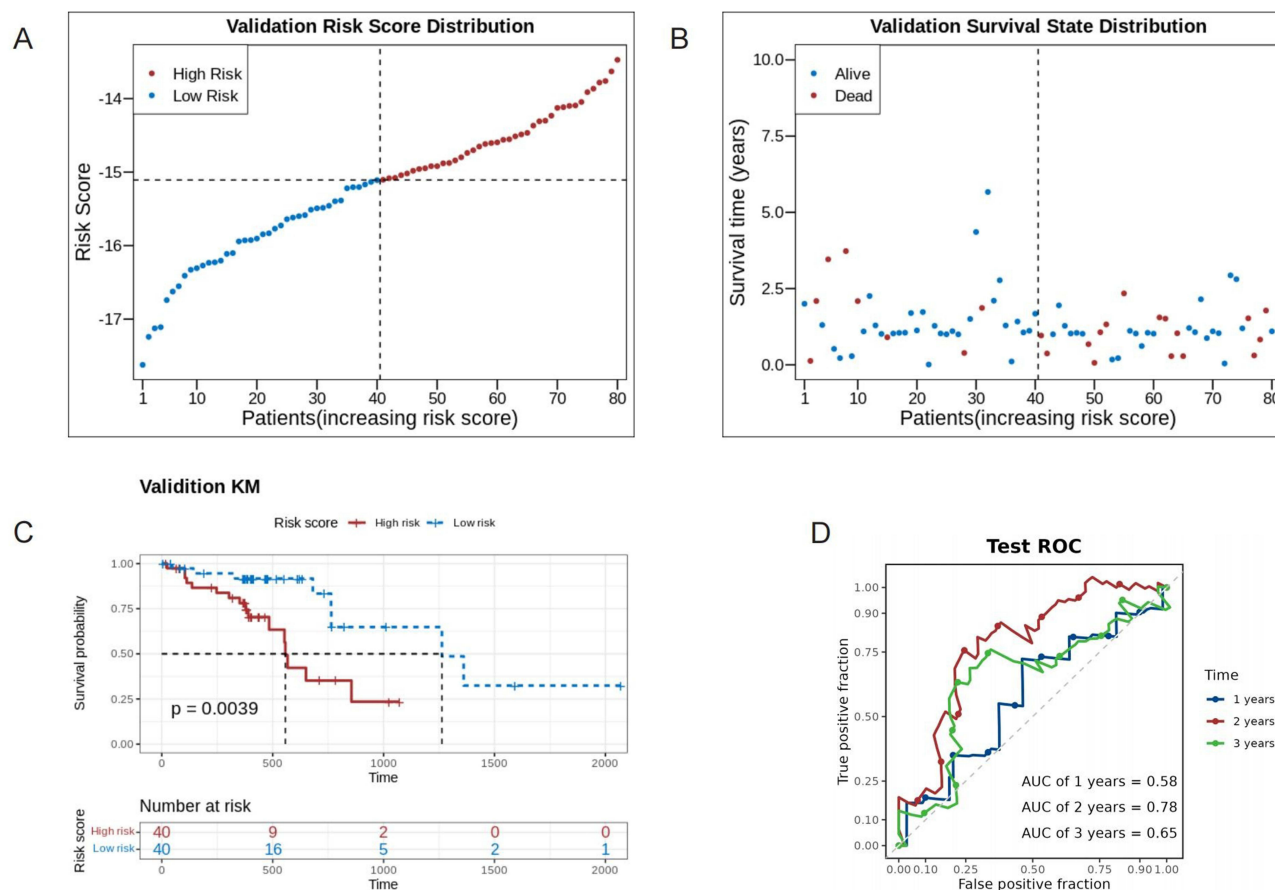 A
Validation Risk Score Distribution
High Risk
Low Risk
-14
-15
-16
-17
Risk Score
1 10 20 30 40 50 60 70 80
Patients(increasing risk score)
B
Validation Survival State Distribution
Alive
Dead
10.0
7.5
5.0
2.5
0.0
Survival time (years)
1 10 20 30 40 50 60 70 80
Patients(increasing risk score)
C
Validition KM
Risk score High risk Low risk
1.00
0.75
0.50
0.25
0.00
Survival probability
p = 0.0039
0 500 1000 1500 2000
Time
Number at risk
Risk score
High risk 40 9 2 0 0
Low risk 40 16 5 2 1
0 500 1000 1500 2000
Time
D
Test ROC
1.00
0.90
0.75
0.50
0.25
0.10
0.00
True positive fraction
AUC of 1 years = 0.58
AUC of 2 years = 0.78
AUC of 3 years = 0.65
0.00 0.10 0.25 0.50 0.75 0.90 1.00
False positive fraction
Time
1 years
2 years
3 years